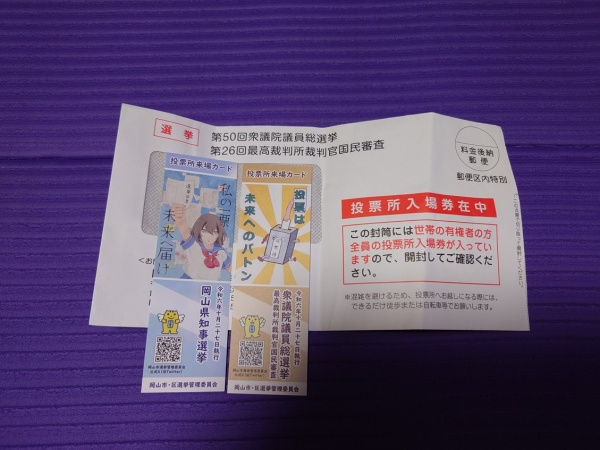 選挙
第50回衆議院議員総選挙
第26回最高裁判所裁判官国民審査
料金後納
郵便
郵便区内特別
投票所入場券在中
この封筒には世帯の有権者の方
全員の投票所入場券が入ってい
ますので、開封してご確認くだ
さい。
※混雑を避けるため、投票所へお越しになる際には、
できるだけ徒歩または自転車等でお願いします。
投票所来場カード
私の一票
未来へ届け
令和六年十月二十七日執行
岡山県知事選挙
岡山市・区選挙管理委員会
投票所来場カード
投票は
未来へのバトン
令和六年十月二十七日執行
衆議院議員総選挙
最高裁判所裁判官国民審査
岡山市・区選挙管理委員会